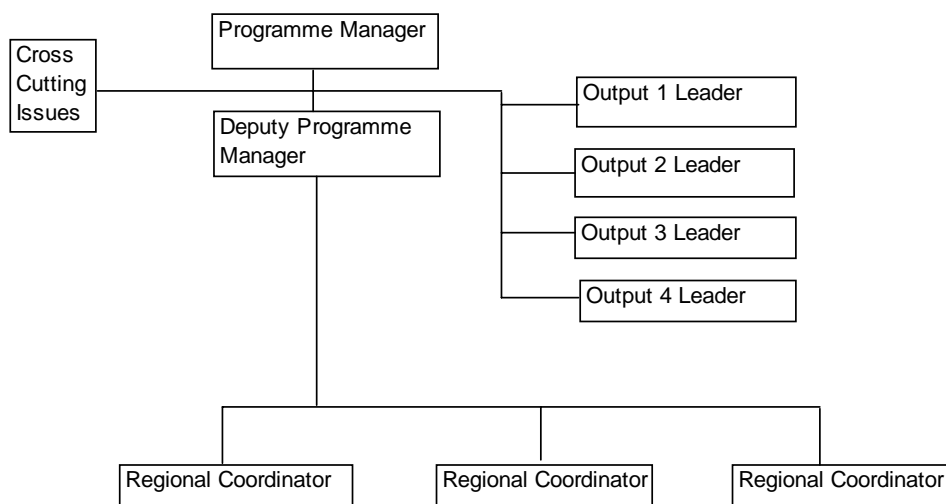 Programme Manager
Cross
Cutting
Issues
Deputy Programme
Manager
Output 1 Leader
Output 2 Leader
Output 3 Leader
Output 4 Leader
Regional Coordinator
Regional Coordinator
Regional Coordinator